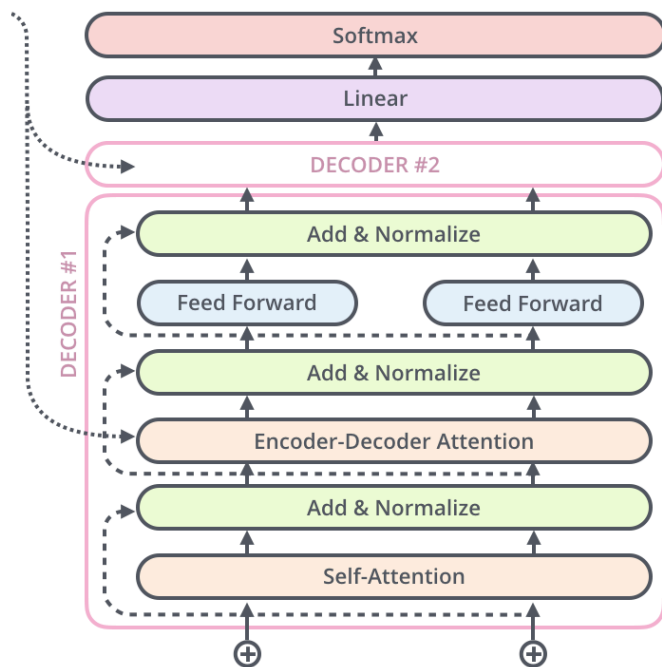 Softmax
Linear
DECODER #2
DECODER #1
Add & Normalize
Feed Forward
Feed Forward
Add & Normalize
Encoder-Decoder Attention
Add & Normalize
Self-Attention